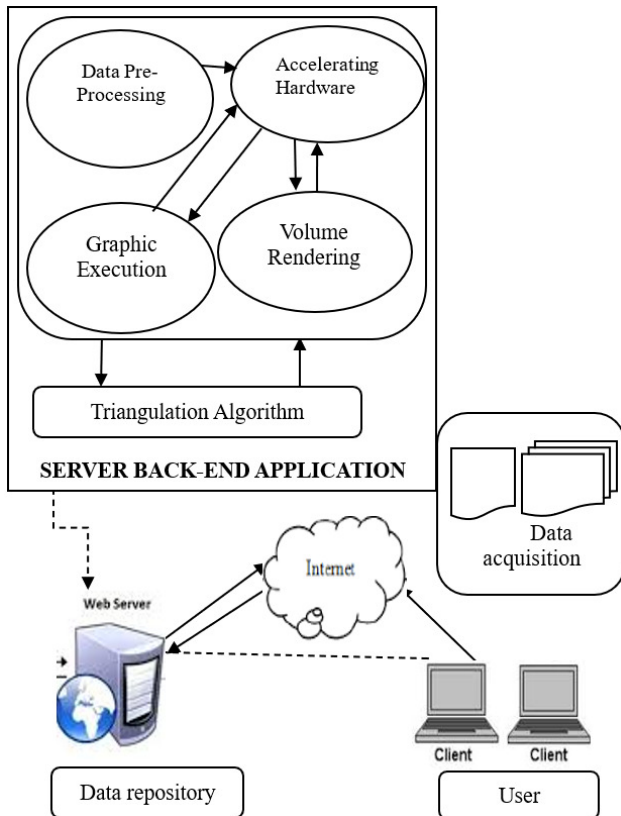 Data Pre-
Processing
Accelerating
Hardware
Graphic
Execution
Volume
Rendering
Triangulation Algorithm
SERVER BACK-END APPLICATION
Data
acquisition
Internet
Web Server
Client
Client
Data repository
User